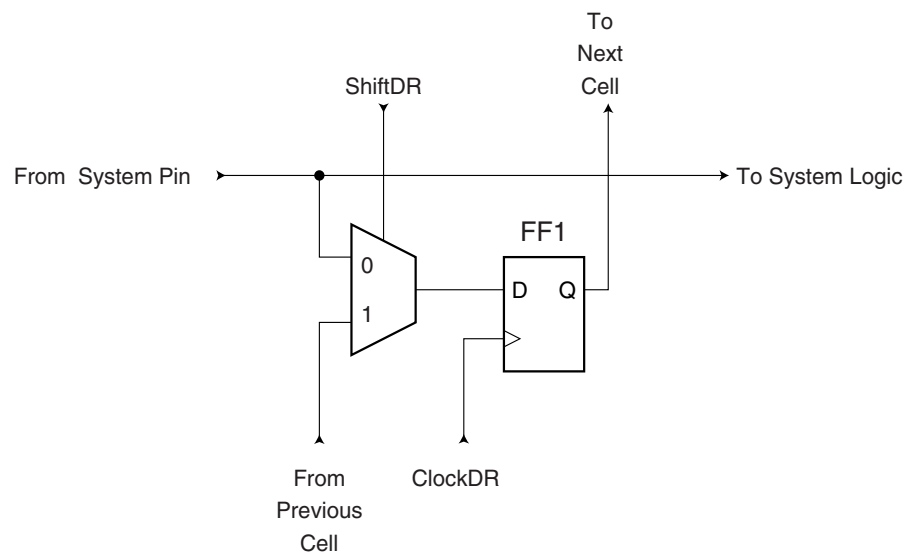 To
Next
Cell
ShiftDR
From System Pin
To System Logic
FF1
0
D Q
1
From
Previous
Cell
ClockDR